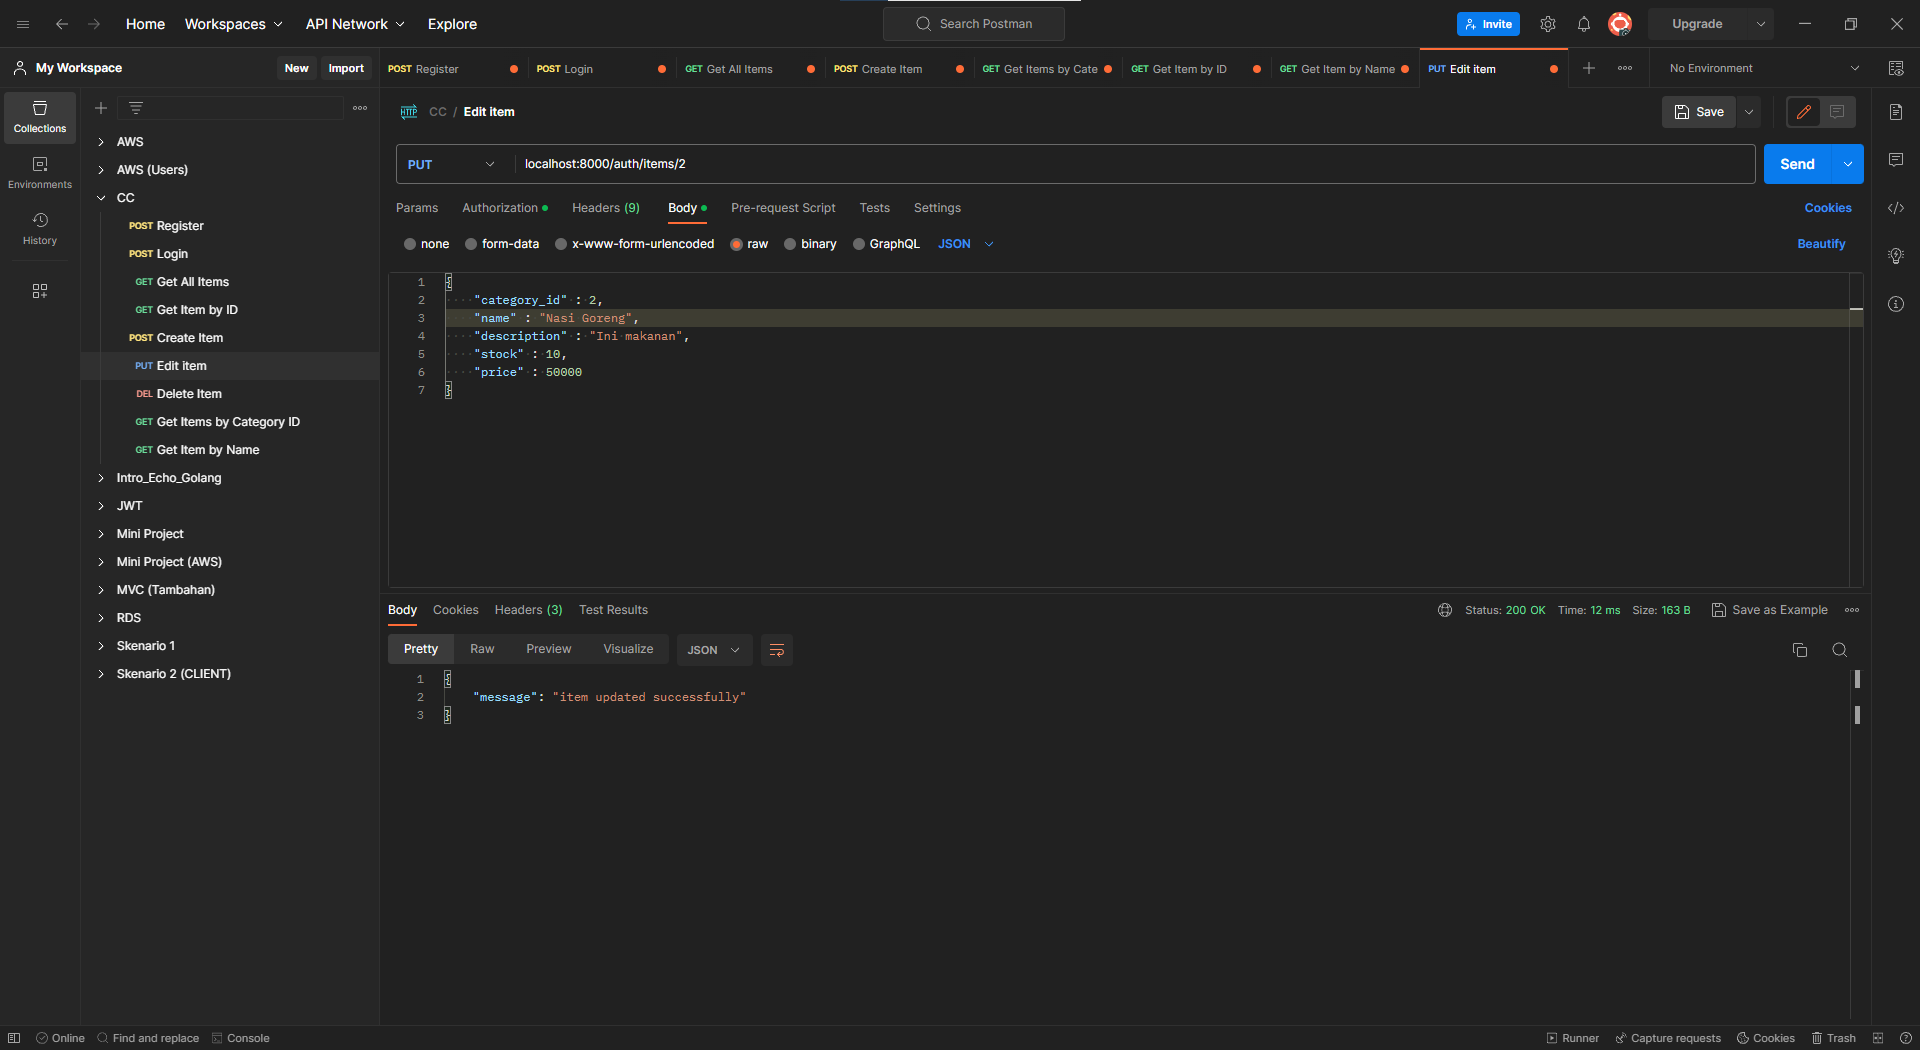 Home Workspaces API Network Explore Search Postman Invite Upgrade
My Workspace New Import
POST Register POST Login GET Get All Items POST Create Item GET Get Items by Cate GET Get Item by ID GET Get Item by Name PUT Edit item No Environment
Collections
Environments
History
AWS
AWS (Users)
CC
POST Register
POST Login
GET Get All Items
GET Get Item by ID
POST Create Item
PUT Edit item
DEL Delete Item
GET Get Items by Category ID
GET Get Item by Name
Intro_Echo_Golang
JWT
Mini Project
Mini Project (AWS)
MVC (Tambahan)
RDS
Skenario 1
Skenario 2 (CLIENT)
HTTP CC / Edit item Save
PUT localhost:8000/auth/items/2 Send
Params Authorization Headers (9) Body Pre-request Script Tests Settings Cookies
none form-data x-www-form-urlencoded raw binary GraphQL JSON Beautify
1 {
2 "category_id" : 2,
3 "name" : "Nasi Goreng",
4 "description" : "Ini makanan",
5 "stock" : 10,
6 "price" : 50000
7 }
Body Cookies Headers (3) Test Results Status: 200 OK Time: 12 ms Size: 163 B Save as Example
Pretty Raw Preview Visualize JSON
1 {
2 "message": "item updated successfully"
3 }
Online Find and replace Console Runner Capture requests Cookies Trash